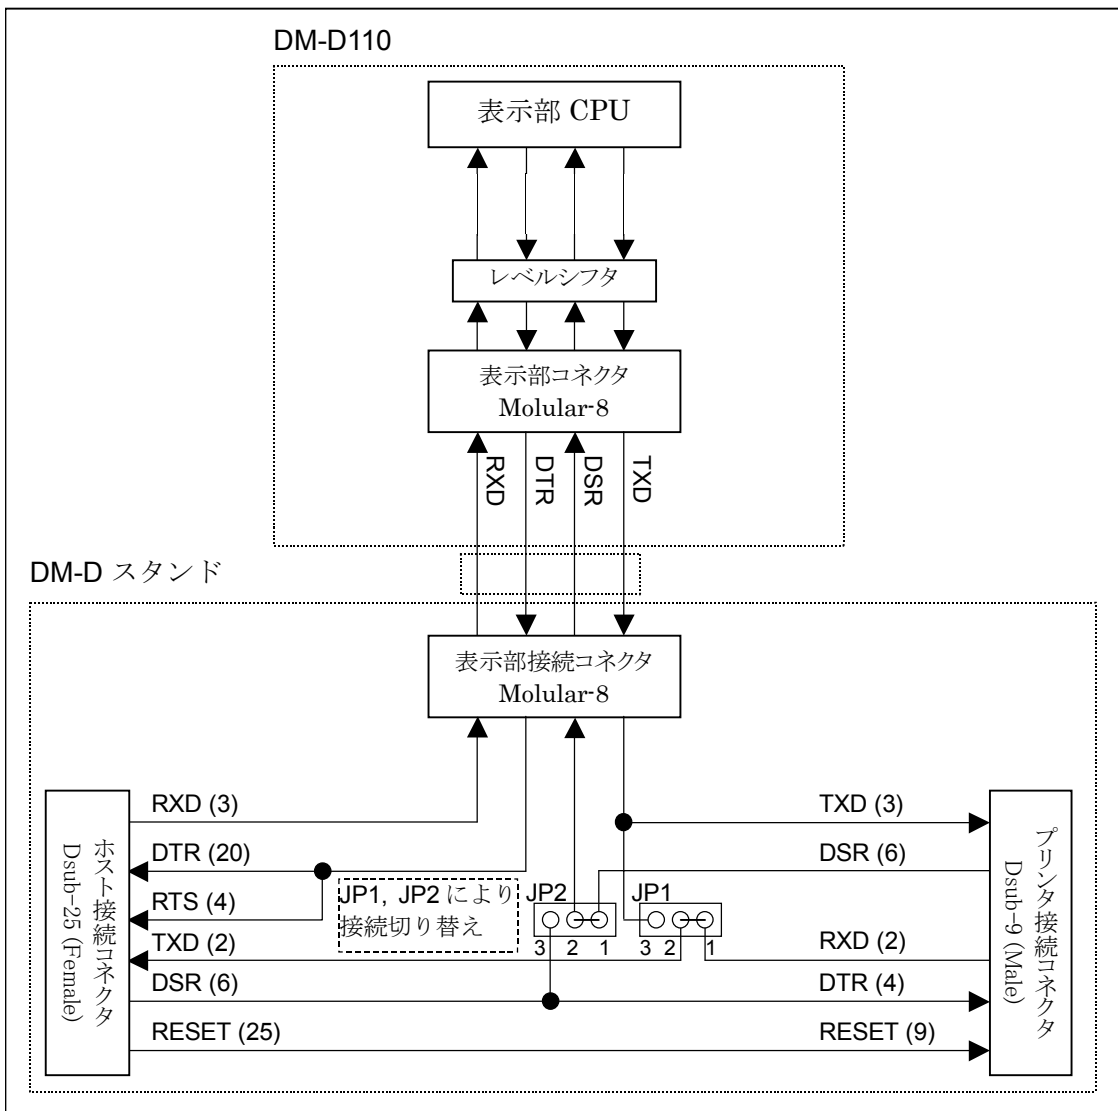 DM-D110
表示部 CPU
レベルシフタ
表示部コネクタ
Molular-8
RXD
DTR
DSR
TXD
DM-D スタンド
表示部接続コネクタ
Molular-8
ホスト接続コネクタ
Dsub-25 (Female)
RXD (3)
DTR (20)
RTS (4)
TXD (2)
DSR (6)
RESET (25)
JP1, JP2 により
接続切り替え
JP2
3 2 1
JP1
3 2 1
TXD (3)
DSR (6)
RXD (2)
DTR (4)
RESET (9)
プリンタ接続コネクタ
Dsub-9 (Male)